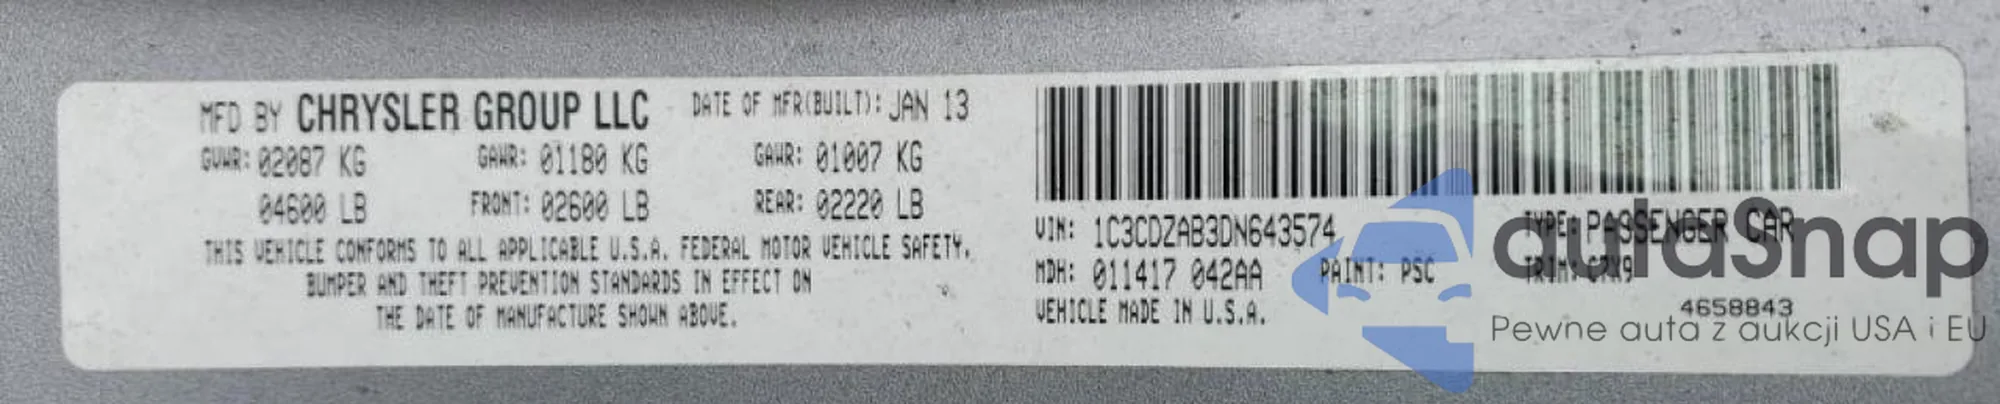 MFD BY CHRYSLER GROUP LLC DATE OF MFR(BUILT): JAN 13
GVWR: 02087 KG GAWR: 01180 KG GAWR: 01007 KG
04600 LB FRONT: 02600 LB REAR: 02220 LB
THIS VEHICLE CONFORMS TO ALL APPLICABLE U.S.A. FEDERAL MOTOR VEHICLE SAFETY,
BUMPER AND THEFT PREVENTION STANDARDS IN EFFECT ON
THE DATE OF MANUFACTURE SHOWN ABOVE.
VIN: 1C3CDZAB3DN643574 TYPE: PASSENGER CAR
MDH: 011417 042AA PAINT: PSC TRIM: C7X9
VEHICLE MADE IN U.S.A.
4658843
autaSnap
Pewne auta z aukcji USA i EU